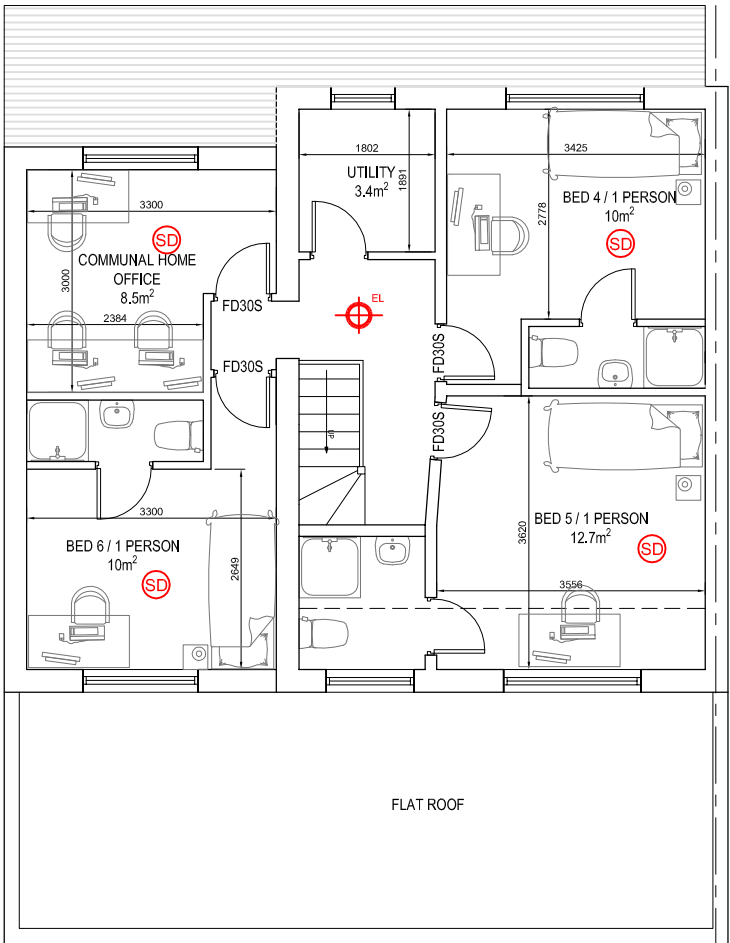 1802
UTILITY
3.4m²
1891
3425
BED 4 / 1 PERSON
10m²
2778
SD
3300
SD
COMMUNAL HOME
OFFICE
8.5m²
3000
2384
EL
FD30S
FD30S
FD30S
FD30S
UP
3300
BED 6 / 1 PERSON
10m²
SD
2649
BED 5 / 1 PERSON
12.7m²
SD
3620
3556
FLAT ROOF